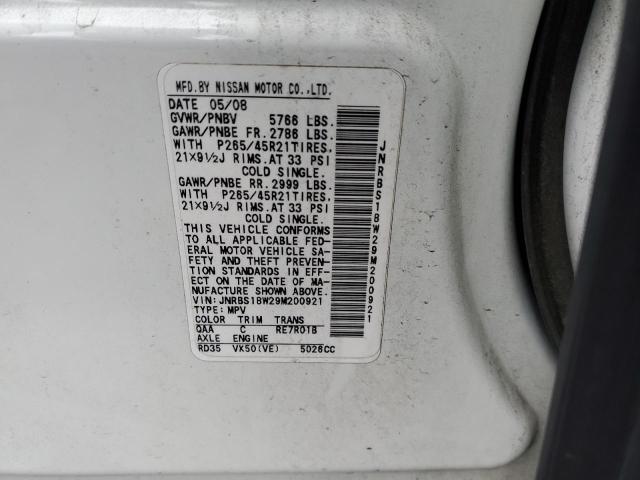 MFD.BY NISSAN MOTOR CO.,LTD.
DATE 05/08
GVWR/PNBV 5766 LBS.
GAWR/PNBE FR.2786 LBS.
WITH P265/45R21TIRES.
21X9½J RIMS.AT 33 PSI
COLD SINGLE.
GAWR/PNBE RR.2999 LBS.
WITH P265/45R21TIRES.
21X9½J RIMS.AT 33 PSI
COLD SINGLE.
THIS VEHICLE CONFORMS
TO ALL APPLICABLE FED-
ERAL MOTOR VEHICLE SA-
FETY AND THEFT PREVEN-
TION STANDARDS IN EFF-
ECT ON THE DATE OF MA-
NUFACTURE SHOWN ABOVE.
VIN:JNRBS18W29M200921
TYPE:MPV
COLOR TRIM TRANS
QAA C RE7R01B
AXLE ENGINE
RD35 VX50(VE) 5026CC
JNRBS18W29M200921